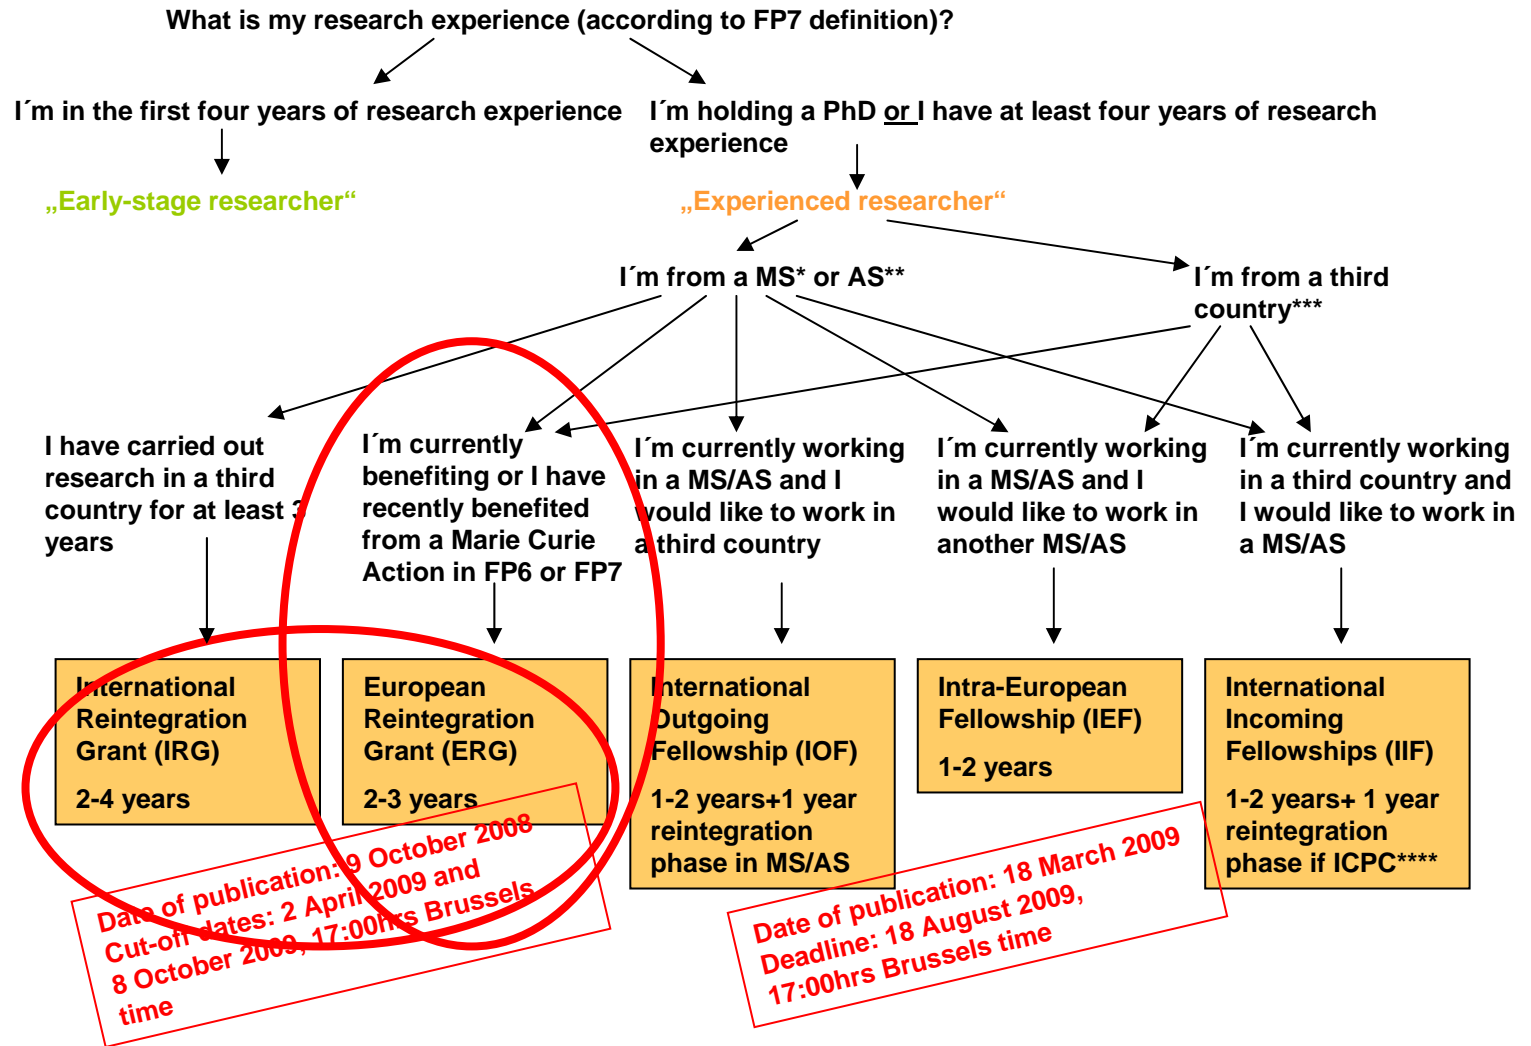 What is my research experience (according to FP7 definition)?
I´m in the first four years of research experience
I´m holding a PhD or I have at least four years of research
experience
„Early-stage researcher“
„Experienced researcher“
I´m from a MS* or AS**
I´m from a third
country***
I have carried out
research in a third
country for at least 3
years
I´m currently
benefiting or I have
recently benefited
from a Marie Curie
Action in FP6 or FP7
I´m currently working
in a MS/AS and I
would like to work in
a third country
I´m currently working
in a MS/AS and I
would like to work in
another MS/AS
I´m currently working
in a third country and
I would like to work in
a MS/AS
International
Reintegration
Grant (IRG)
2-4 years
European
Reintegration
Grant (ERG)
2-3 years
International
Outgoing
Fellowship (IOF)
1-2 years+1 year
reintegration
phase in MS/AS
Intra-European
Fellowship (IEF)
1-2 years
International
Incoming
Fellowships (IIF)
1-2 years+ 1 year
reintegration
phase if ICPC****
Date of publication: 9 October 2008
Cut-off dates: 2 April 2009 and
8 October 2009, 17:00hrs Brussels
time
Date of publication: 18 March 2009
Deadline: 18 August 2009,
17:00hrs Brussels time